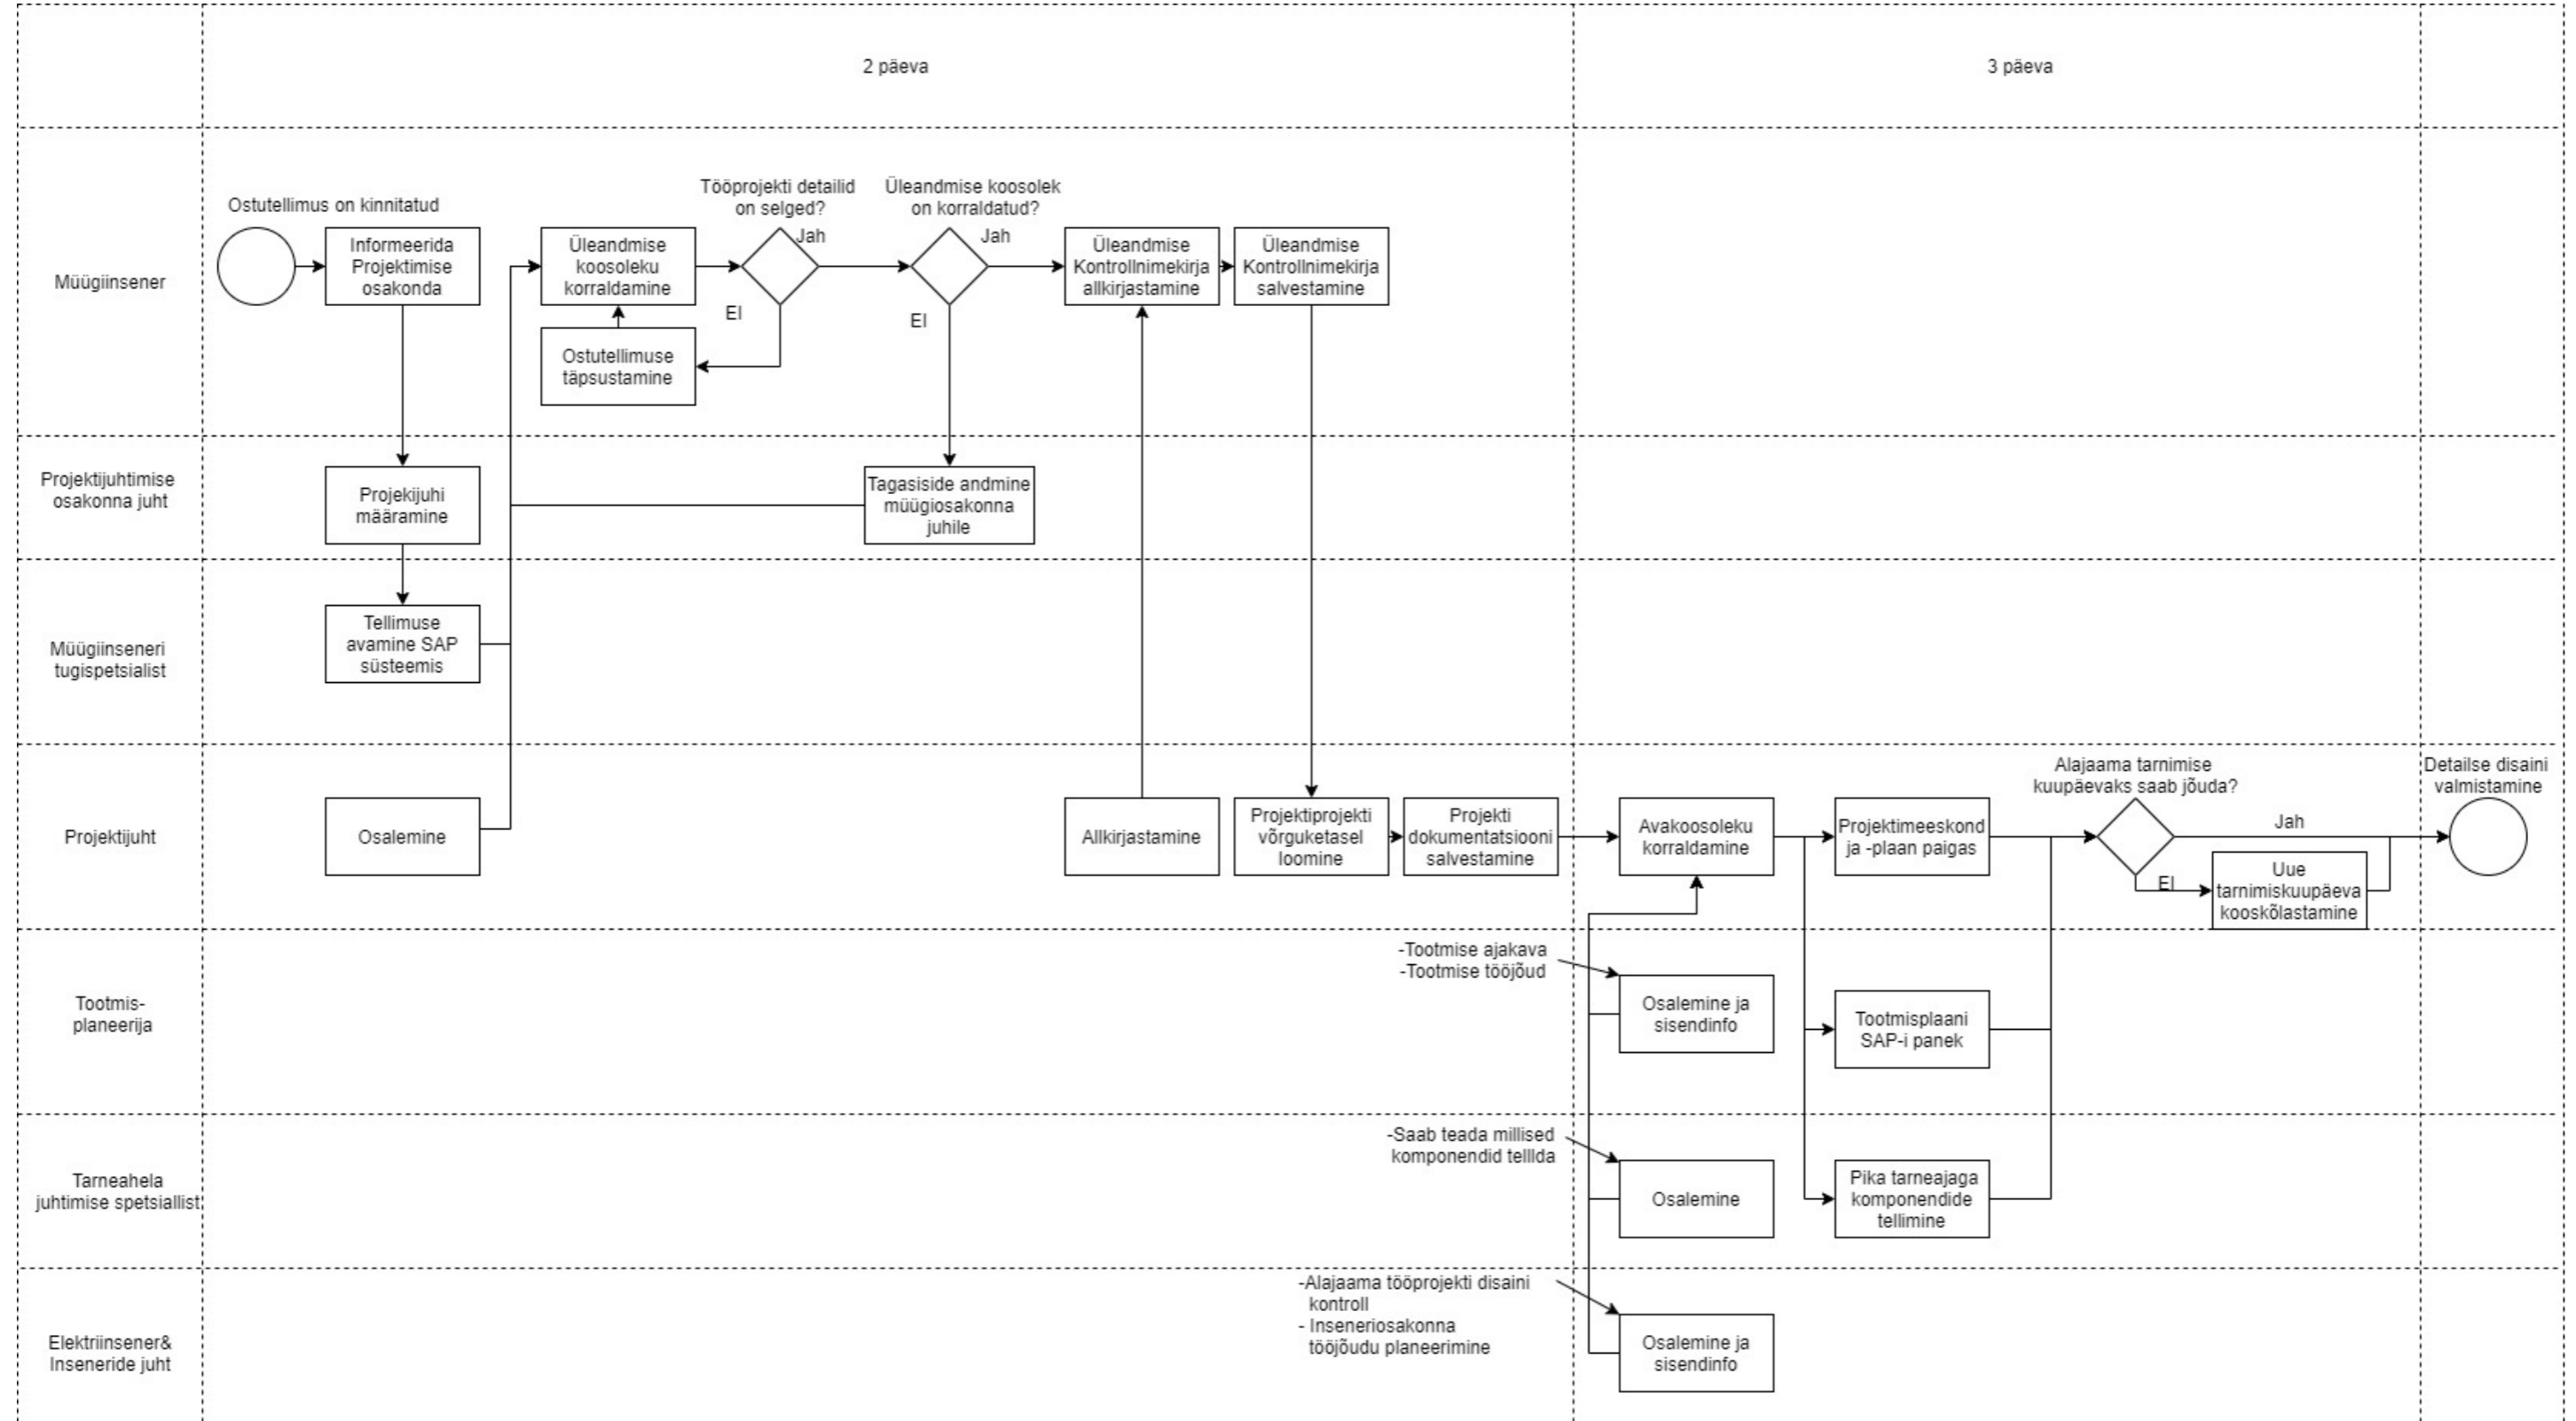 2 päeva
3 päeva
Müügiinsener
Ostutellimus on kinnitatud
Informeerida
Projektimise
osakonda
Üleandmise
koosoleku
korraldamine
Ostutellimuse
täpsustamine
Tööprojekti detailid
on selged?
Jah
EI
Üleandmise koosolek
on korraldatud?
Jah
EI
Üleandmise
Kontrollnimekirja
allkirjastamine
Üleandmise
Kontrollnimekirja
salvestamine
Projektijuhtimise
osakonna juht
Projekijuhi
määramine
Tagasiside andmine
müügiosakonna
juhile
Müügiinseneri
tugispetsialist
Tellimuse
avamine SAP
süsteemis
Projektijuht
Osalemine
Allkirjastamine
Projektiprojekti
võrguketasel
loomine
Projekti
dokumentatsiooni
salvestamine
Avakoosoleku
korraldamine
Projektimeeskond
ja -plaan paigas
Alajaama tarnimise
kuupäevaks saab jõuda?
Jah
EI
Uue
tarnimiskuupäeva
kooskõlastamine
Detailse disaini
valmistamine
Tootmis-
planeerija
-Tootmise ajakava
-Tootmise tööjõud
Osalemine ja
sisendinfo
Tootmisplaani
SAP-i panek
Tarneahela
juhtimise spetsiallist
-Saab teada millised
komponendid telllda
Osalemine
Pika tarneajaga
komponendide
tellimine
Elektriinsener&
Inseneride juht
-Alajaama tööprojekti disaini
kontroll
- Inseneriosakonna
tööjõudu planeerimine
Osalemine ja
sisendinfo